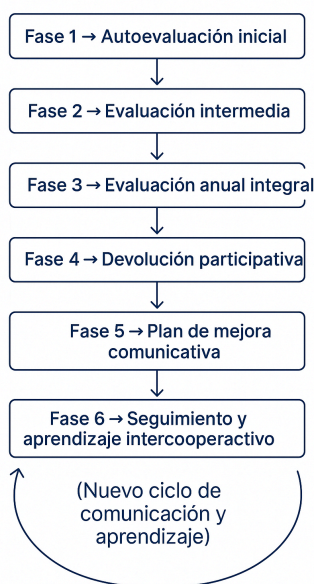 Fase 1 → Autoevaluación inicial
Fase 2 → Evaluación intermedia
Fase 3 → Evaluación anual integral
Fase 4 → Devolución participativa
Fase 5 → Plan de mejora
comunicativa
Fase 6 → Seguimiento y
aprendizaje intercooperactivo
(Nuevo ciclo de
comunicación y
aprendizaje)